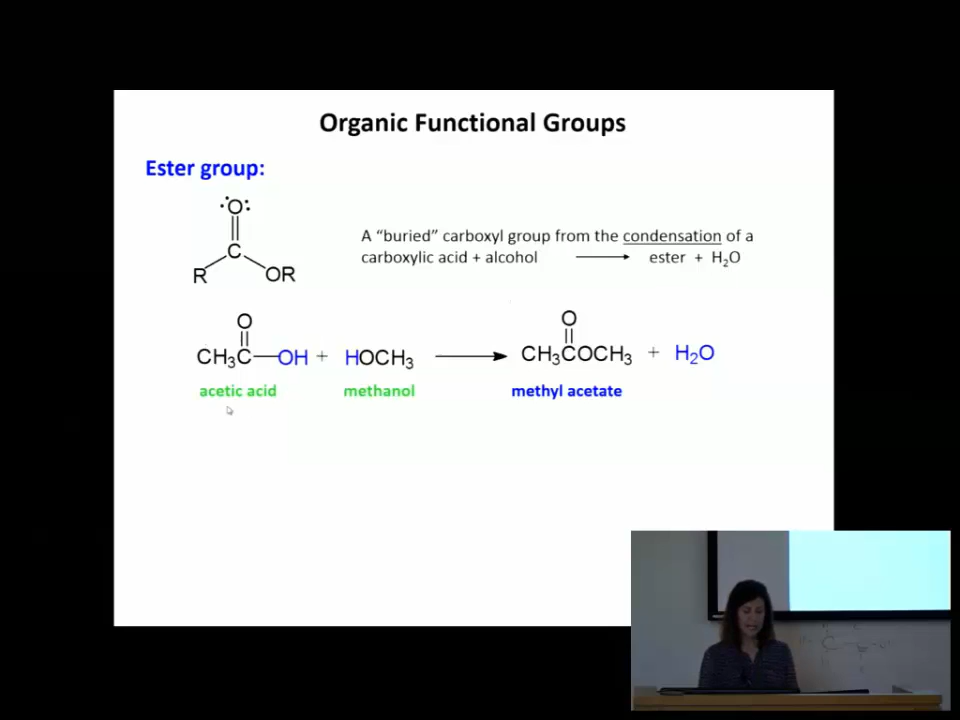 Organic Functional Groups
Ester group:
O
C
R
OR
A “buried” carboxyl group from the condensation of a
carboxylic acid + alcohol ⟶ ester + H₂O
O
O
CH₃C—OH + HOCH₃ ⟶ CH₃COCH₃ + H₂O
acetic acid methanol methyl acetate